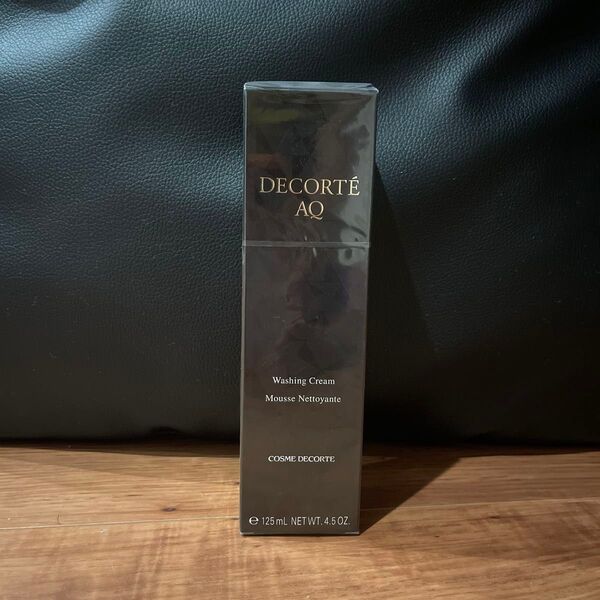 DECORTÉ
AQ
Washing Cream
Mousse Nettoyante
COSME DECORTE
℮ 125 mL NET WT. 4.5 OZ.